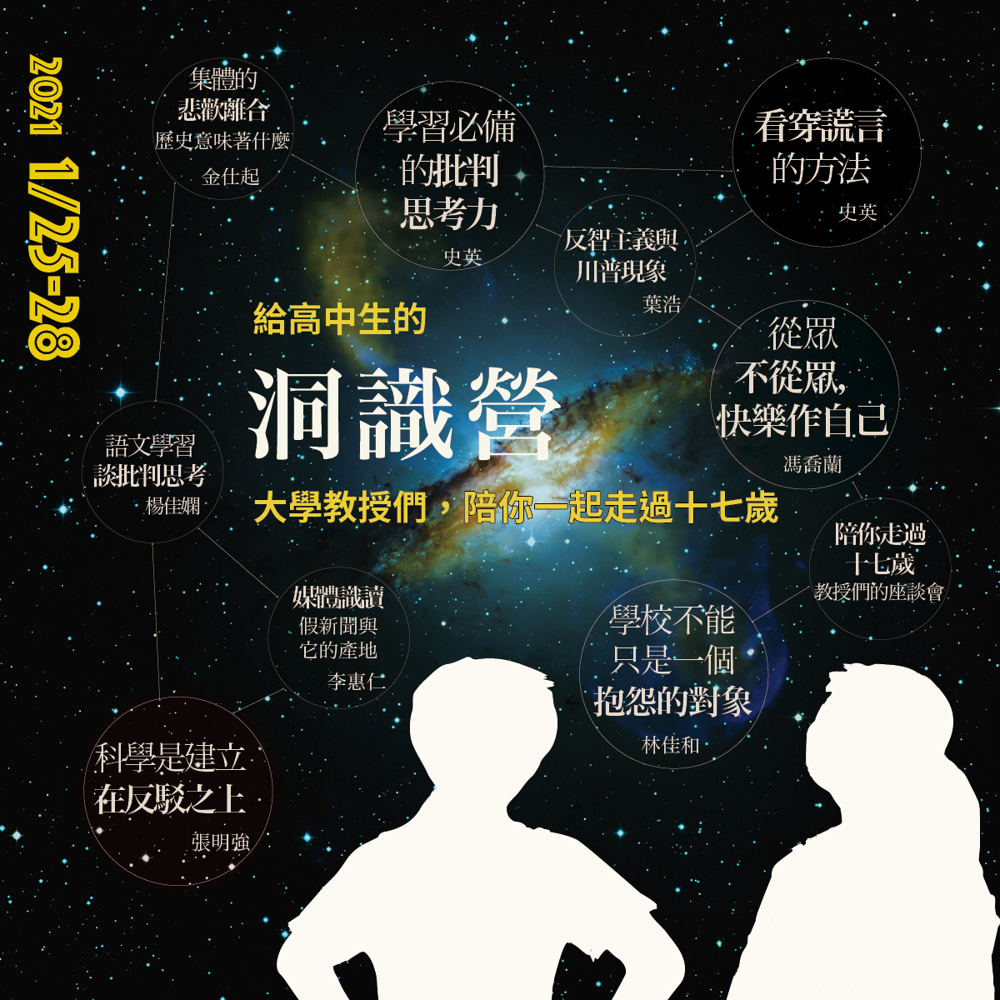 2021 1/25-28
集體的
悲歡離合
歷史意味著什麼
金仕起
學習必備
的批判
思考力
史英
看穿謊言
的方法
史英
反智主義與
川普現象
葉浩
給高中生的
洞識營
大學教授們，陪你一起走過十七歲
從眾
不從眾,
快樂作自己
馮喬蘭
語文學習
談批判思考
楊佳嫻
陪你走過
十七歲
教授們的座談會
媒體識讀
假新聞與
它的產地
李惠仁
學校不能
只是一個
抱怨的對象
林佳和
科學是建立
在反駁之上
張明強